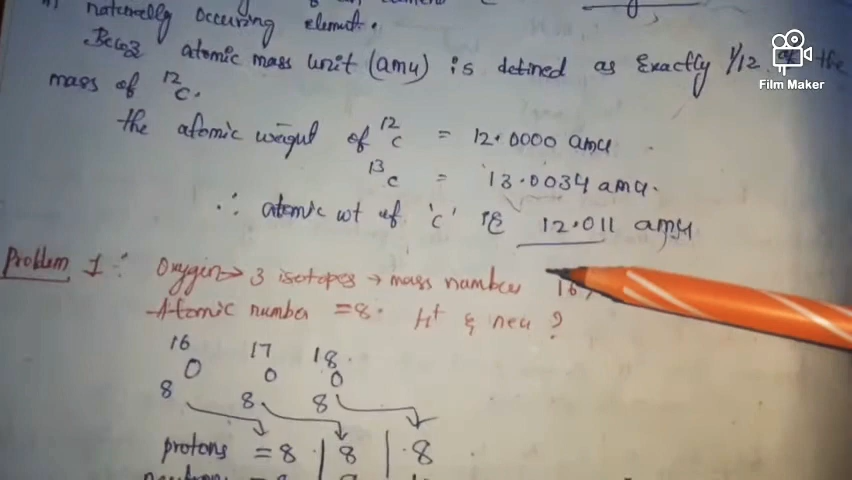 naturally occuring element.
atomic mass unit (amu) is defined as exactly 1/12 of the
mass of 12C.
the atomic weight of 12C = 12.0000 amu
13C = 13.0034 amu.
∴ atomic wt of 'C' is 12.011 amu
Problem 1: Oxygen → 3 isotopes → mass number 16,
Atomic number = 8. H+ & neu ?
16 17 18
O O O
8 8 8
protons = 8 | 8 | 8
Film Maker